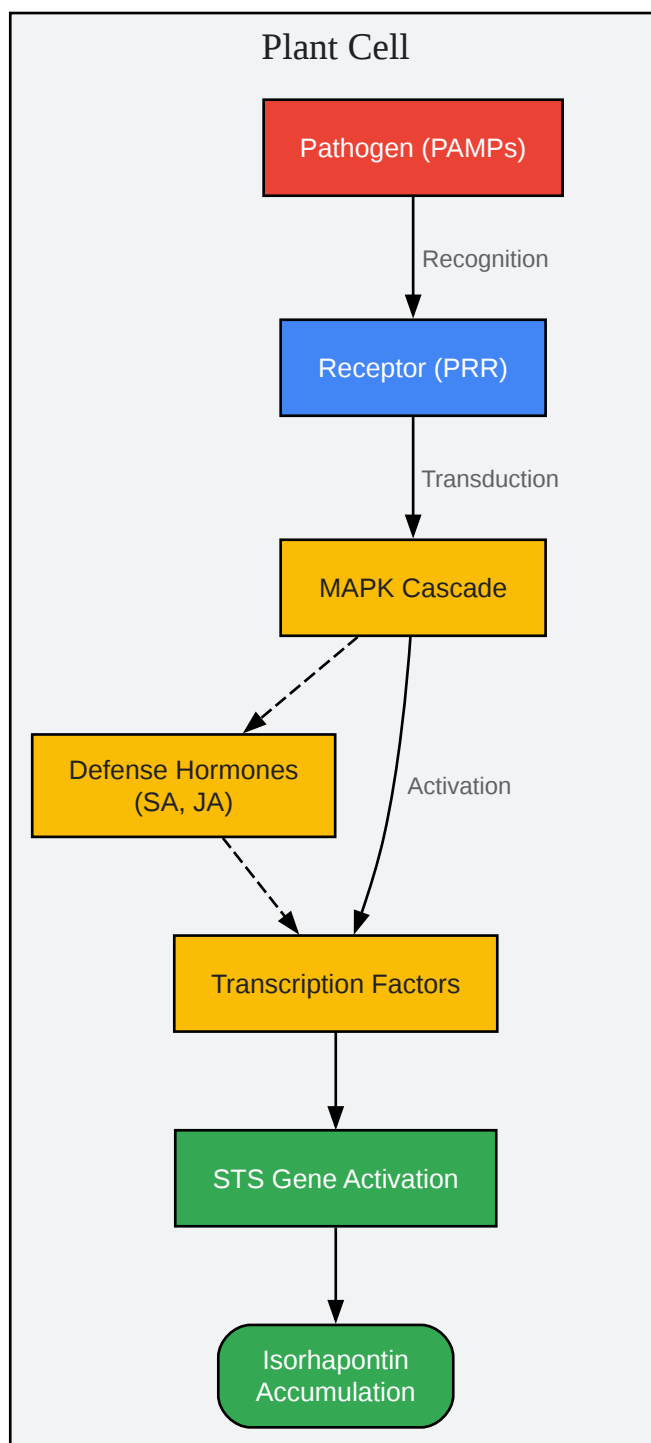 Plant Cell
Pathogen (PAMPs)
Recognition
Receptor (PRR)
Transduction
MAPK Cascade
Defense Hormones
(SA, JA)
Activation
Transcription Factors
STS Gene Activation
Isorhapontin
Accumulation